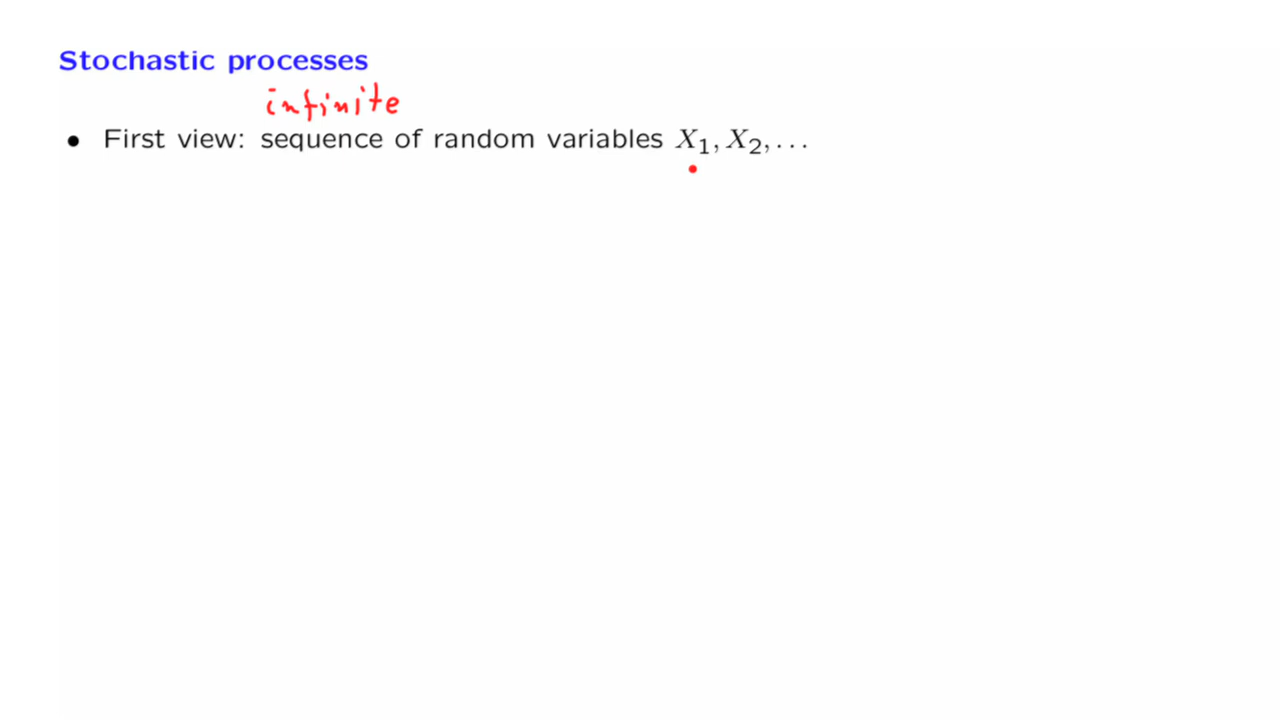 Stochastic processes
infinite
• First view: sequence of random variables X₁, X₂, . . .